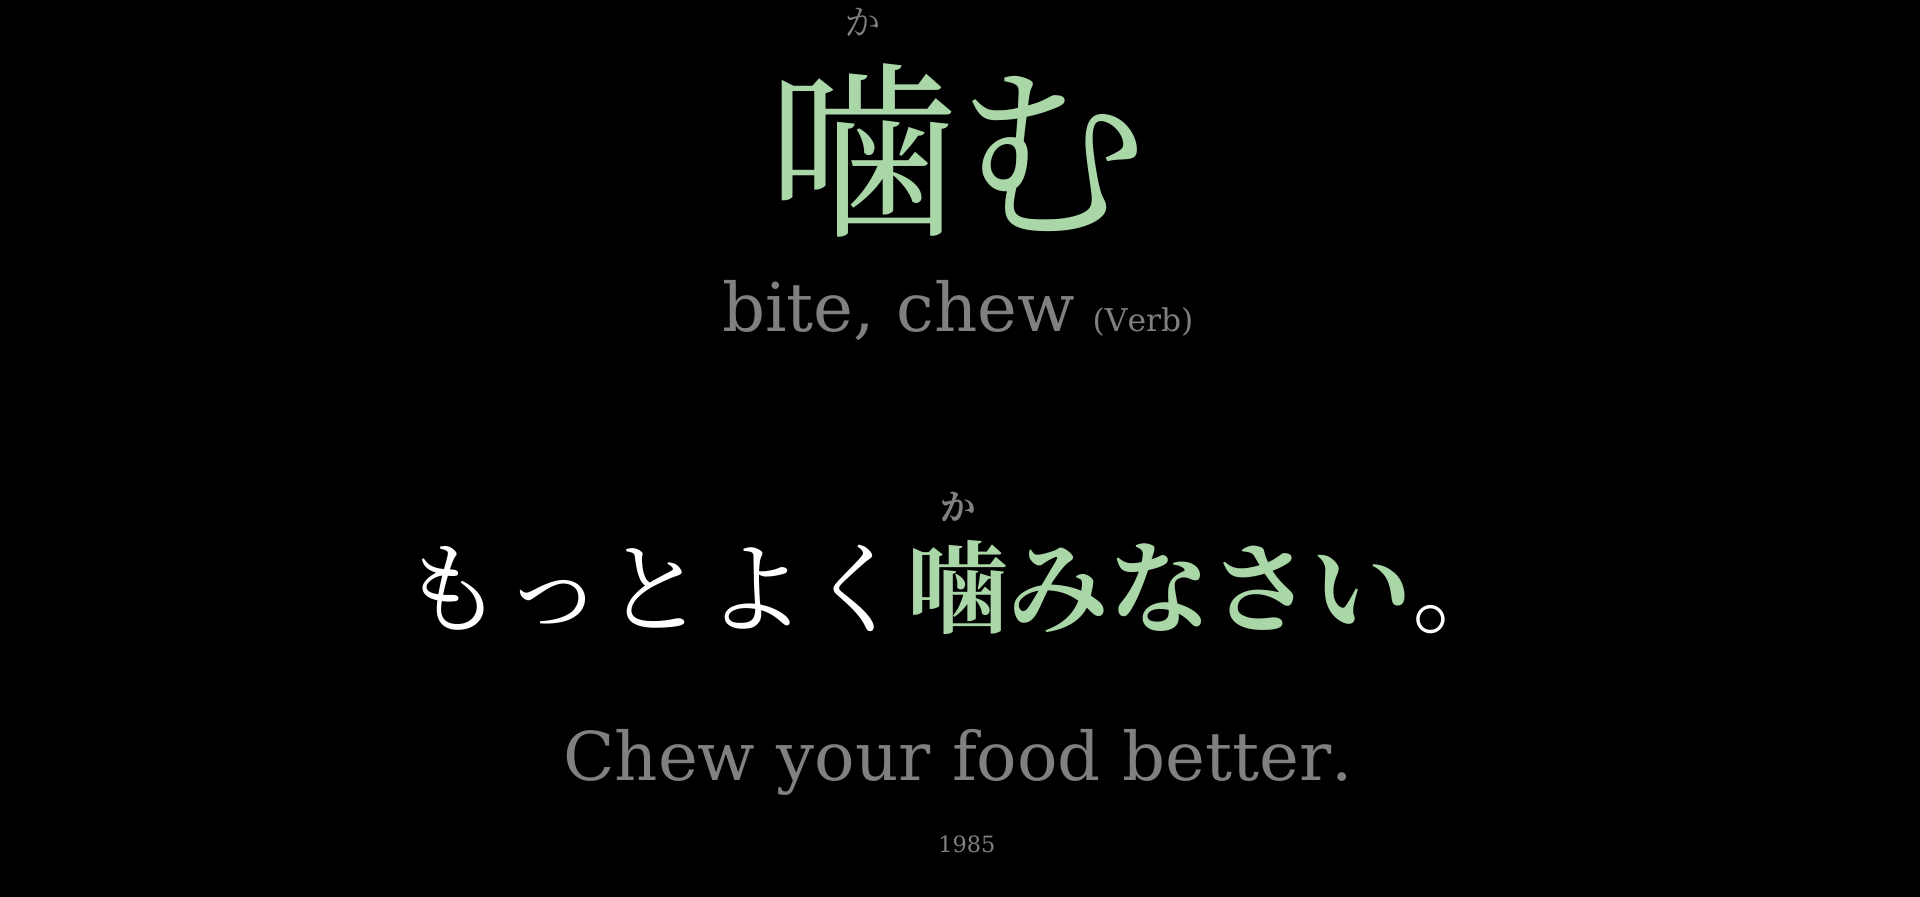 か
噛む
bite, chew (Verb)
か
もっとよく噛みなさい。
Chew your food better.
1985